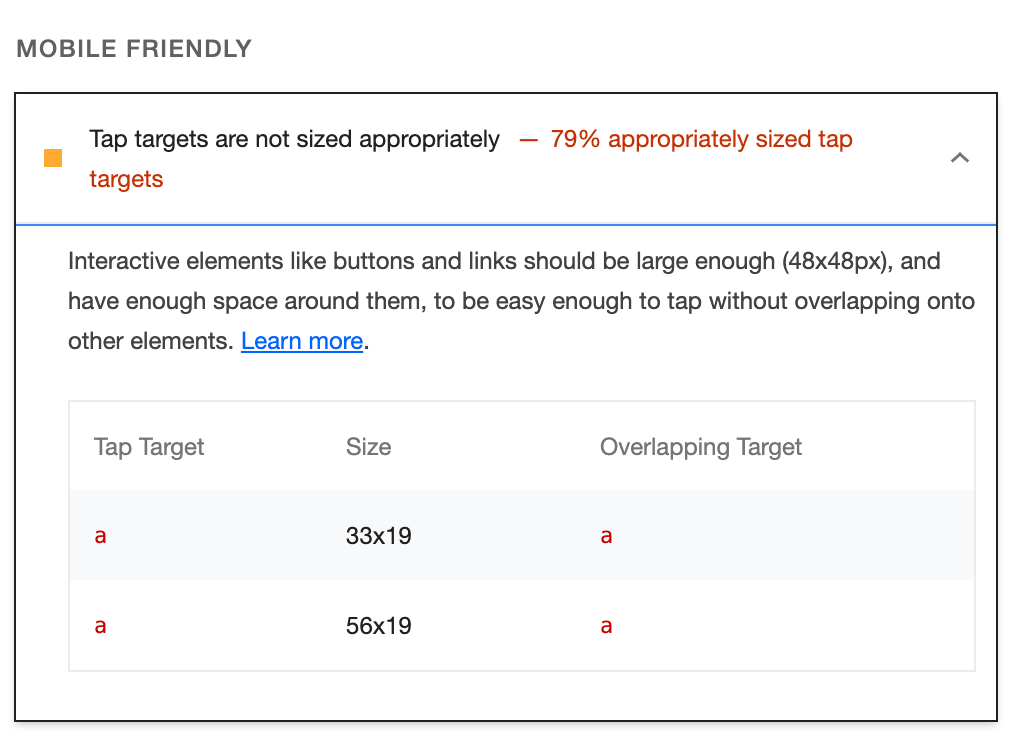 MOBILE FRIENDLY
Tap targets are not sized appropriately — 79% appropriately sized tap
targets
Interactive elements like buttons and links should be large enough (48x48px), and
have enough space around them, to be easy enough to tap without overlapping onto
other elements. Learn more.
Tap Target Size Overlapping Target
a 33x19 a
a 56x19 a